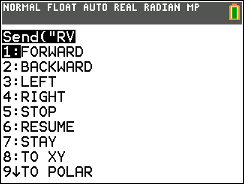 NORMAL FLOAT AUTO REAL RADIAN MP
Send("RV
1:FORWARD
2:BACKWARD
3:LEFT
4:RIGHT
5:STOP
6:RESUME
7:STAY
8:TO XY
9↓TO POLAR